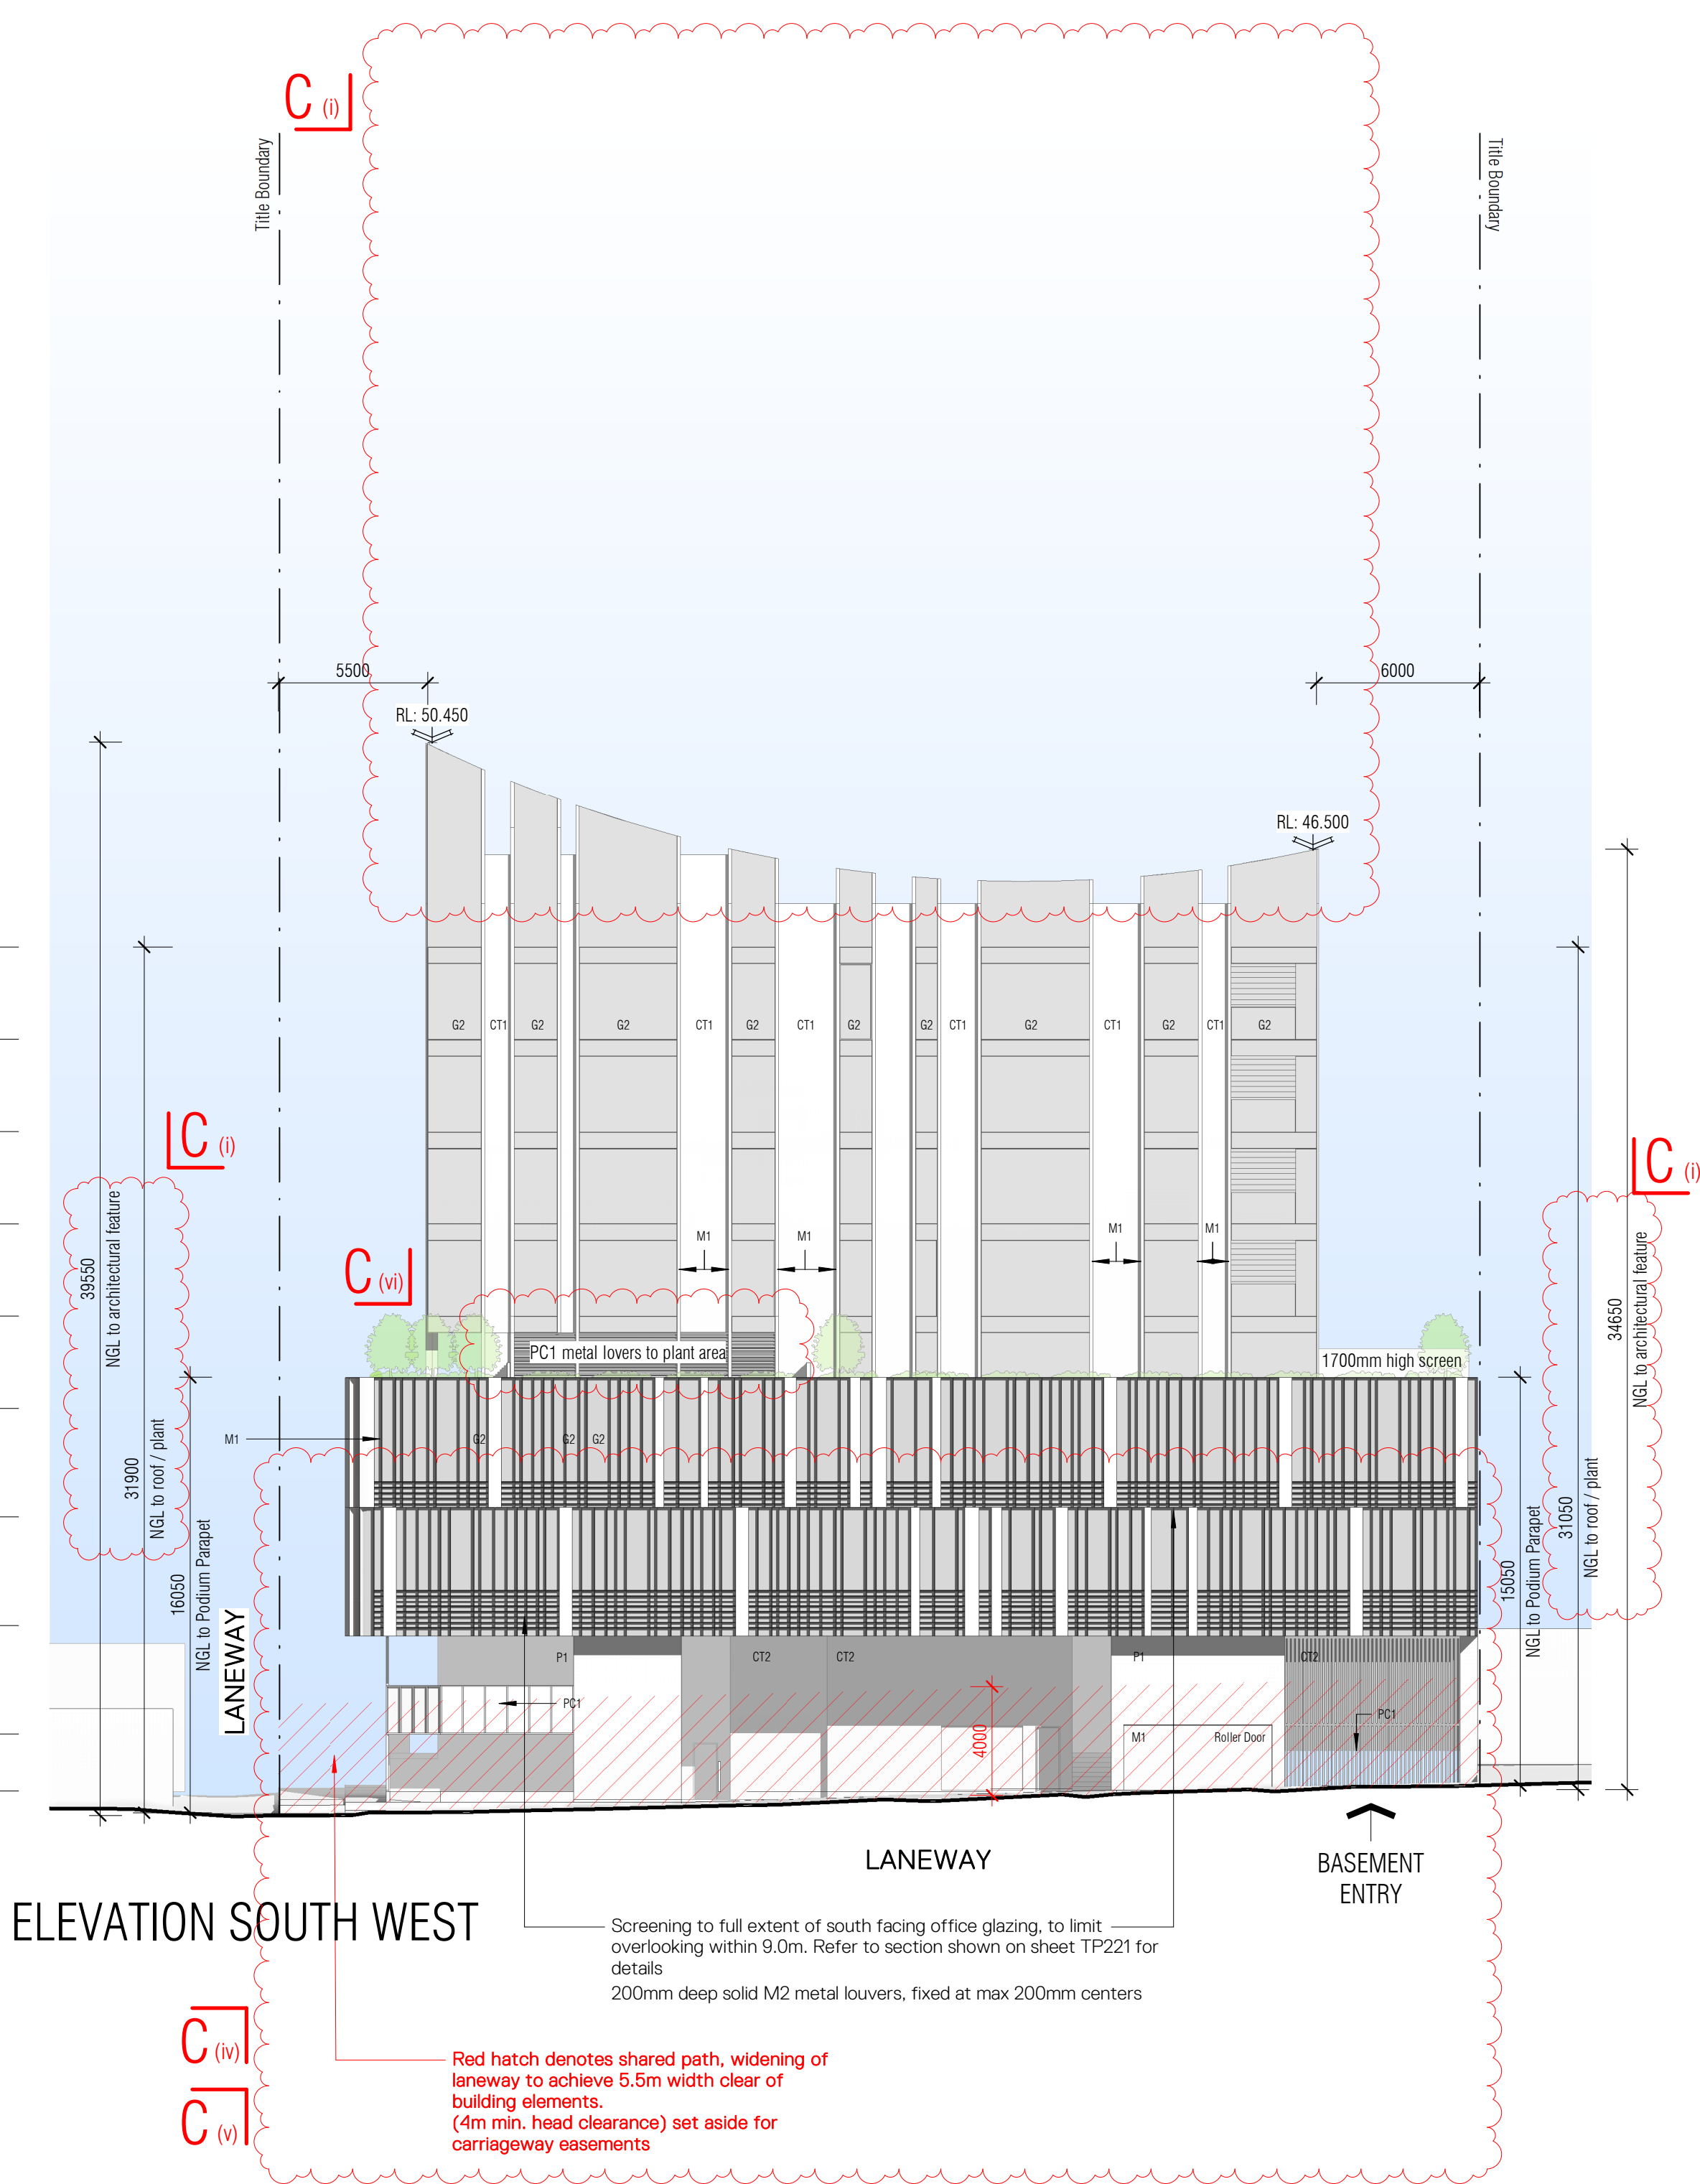 C (i)
Title Boundary
Title Boundary
5500
6000
RL: 50.450
RL: 46.500
G2
CT1
G2
G2
CT1
G2
CT1
G2
G2
CT1
G2
CT1
G2
CT1
G2
C (i)
C (i)
39550
NGL to architectural feature
31900
NGL to roof / plant
16050
NGL to Podium Parapet
34650
NGL to architectural feature
31050
NGL to roof / plant
15050
NGL to Podium Parapet
M1
M1
M1
M1
C (vi)
PC1 metal lovers to plant area
1700mm high screen
M1
G2
G2
G2
LANEWAY
P1
CT2
CT2
P1
CT2
PC1
PC1
4000
M1
Roller Door
LANEWAY
BASEMENT
ENTRY
ELEVATION SOUTH WEST
Screening to full extent of south facing office glazing, to limit
overlooking within 9.0m. Refer to section shown on sheet TP221 for
details
200mm deep solid M2 metal louvers, fixed at max 200mm centers
C (iv)
C (v)
Red hatch denotes shared path, widening of
laneway to achieve 5.5m width clear of
building elements.
(4m min. head clearance) set aside for
carriageway easements